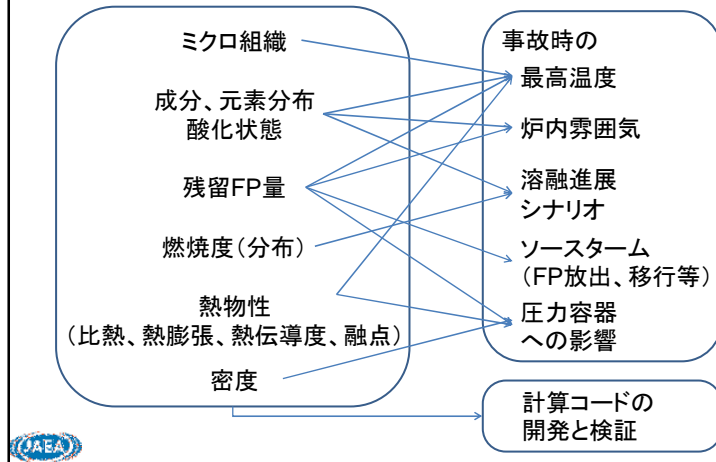 ミクロ組織
成分、元素分布
酸化状態
残留FP量
燃焼度(分布)
熱物性
(比熱、熱膨張、熱伝導度、融点)
密度
事故時の
最高温度
炉内雰囲気
溶融進展
シナリオ
ソースターム
(FP放出、移行等)
圧力容器
への影響
計算コードの
開発と検証
JAEA